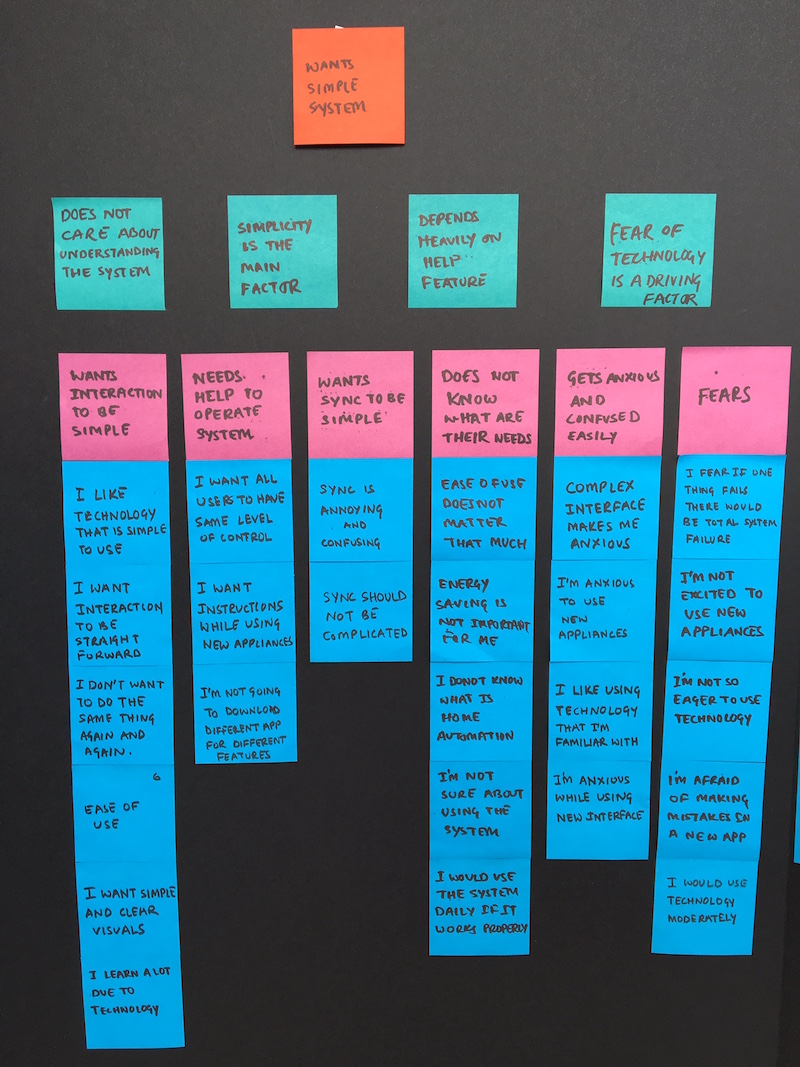 WANTS
SIMPLE
SYSTEM
DOES NOT
CARE ABOUT
UNDERSTANDING
THE SYSTEM
SIMPLICITY
IS THE
MAIN
FACTOR
DEPENDS
HEAVILY ON
HELP
FEATURE
FEAR OF
TECHNOLOGY
IS A DRIVING
FACTOR
WANTS
INTERACTION
TO BE
SIMPLE
I LIKE
TECHNOLOGY
THAT IS SIMPLE
TO USE
I WANT
INTERACTION
TO BE
STRAIGHT
FORWARD
I DON'T WANT
TO DO THE
SAME THING
AGAIN AND
AGAIN.
6
EASE OF
USE
I WANT SIMPLE
AND CLEAR
VISUALS
I LEARN A LOT
DUE TO
TECHNOLOGY
NEEDS
HELP TO
OPERATE
SYSTEM
I WANT ALL
USERS TO HAVE
SAME LEVEL
OF CONTROL
I WANT
INSTRUCTIONS
WHILE USING
NEW APPLIANCES
I'M NOT GOING
TO DOWNLOAD
DIFFERENT APP
FOR DIFFERENT
FEATURES
WANTS
SYNC TO BE
SIMPLE
SYNC IS
ANNOYING
AND
CONFUSING
SYNC SHOULD
NOT BE
COMPLICATED
DOES NOT
KNOW
WHAT ARE
THEIR NEEDS
EASE OF USE
DOES NOT
MATTER
THAT MUCH
ENERGY
SAVING IS
NOT IMPORTANT
FOR ME
I DONOT KNOW
WHAT IS
HOME
AUTOMATION
I'M NOT
SURE ABOUT
USING THE
SYSTEM
I WOULD USE
THE SYSTEM
DAILY IF IT
WORKS PROPERLY
GETS ANXIOUS
AND
CONFUSED
EASILY
COMPLEX
INTERFACE
MAKES ME
ANXIOUS
I'M ANXIOUS
TO USE
NEW
APPLIANCES
I LIKE USING
TECHNOLOGY
THAT I'M
FAMILIAR WITH
I'M ANXIOUS
WHILE USING
NEW INTERFACE
FEARS
I FEAR IF ONE
THING FAILS
THERE WOULD
BE TOTAL SYSTEM
FAILURE
I'M NOT
EXCITED TO
USE NEW
APPLIANCES
I'M NOT SO
EAGER TO USE
TECHNOLOGY
I'M AFRAID
OF MAKING
MISTAKES IN
A NEW APP
I WOULD USE
TECHNOLOGY
MODERATELY